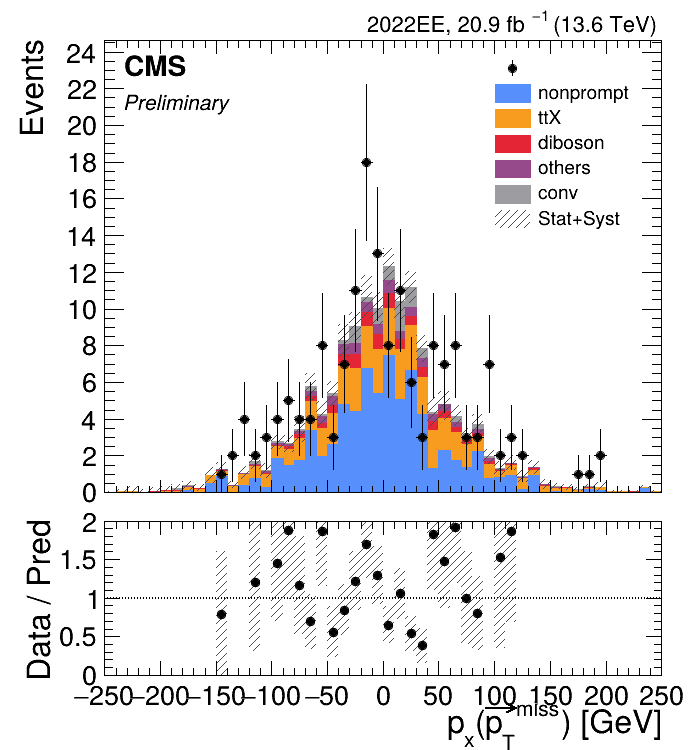 2022EE, 20.9 fb⁻¹ (13.6 TeV)
Events
24
22
20
18
16
14
12
10
8
6
4
2
0
CMS
Preliminary
nonprompt
ttX
diboson
others
conv
Stat+Syst
Data / Pred
2
1.5
1
0.5
0
−250 −200 −150 −100 −50 0 50 100 150 200 250
pₓ(p⃗_T^miss) [GeV]